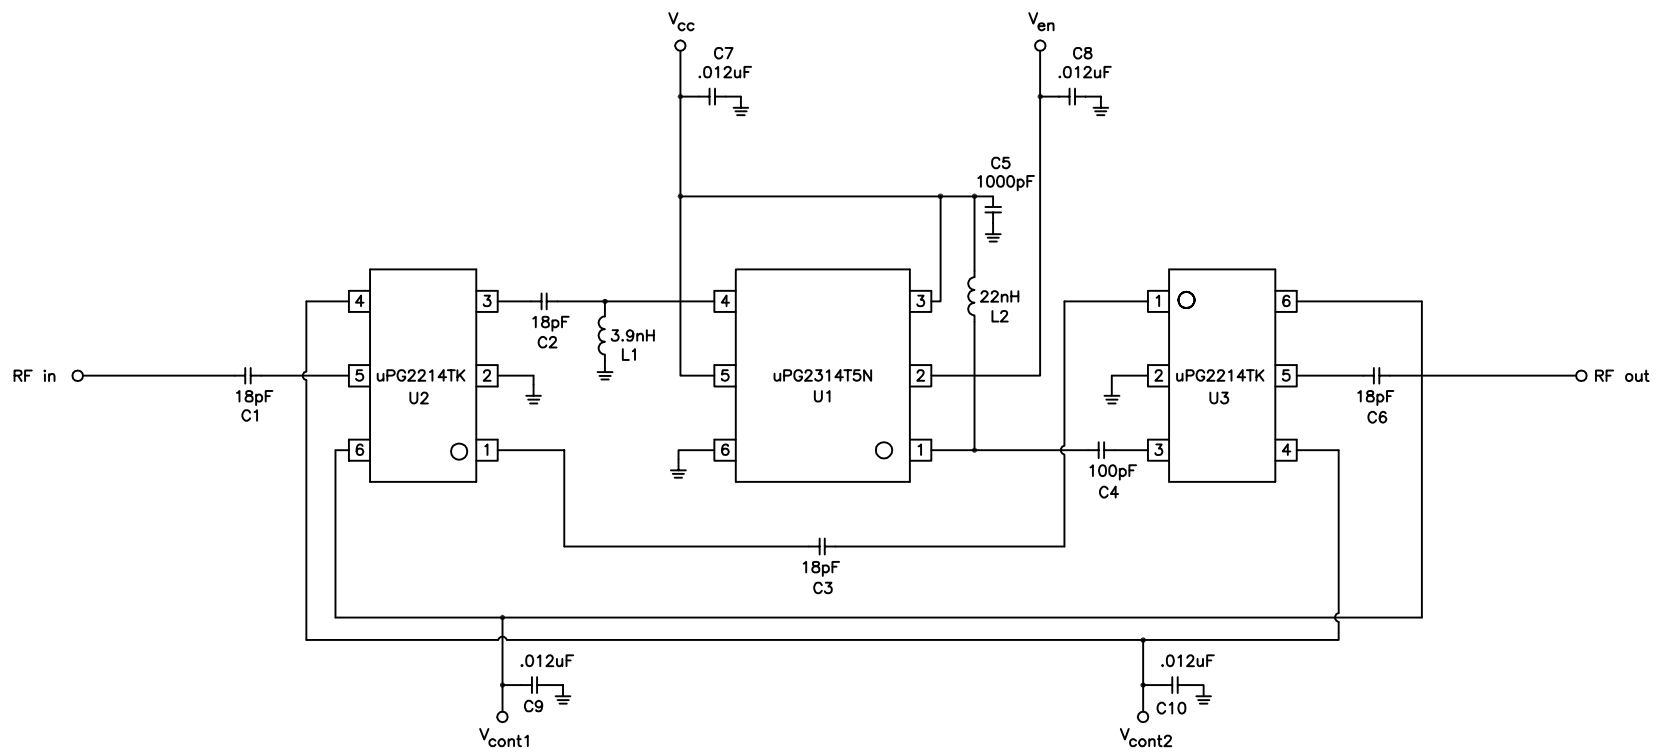 Vcc
C7
.012uF
Ven
C8
.012uF
C5
1000pF
4
3
18pF
C2
3.9nH
L1
4
3
22nH
L2
1
6
RF in
18pF
C1
5
uPG2214TK
U2
2
5
uPG2314T5N
U1
2
2
uPG2214TK
U3
5
18pF
C6
RF out
6
1
6
1
100pF
C4
3
4
18pF
C3
.012uF
C9
Vcont1
.012uF
C10
Vcont2